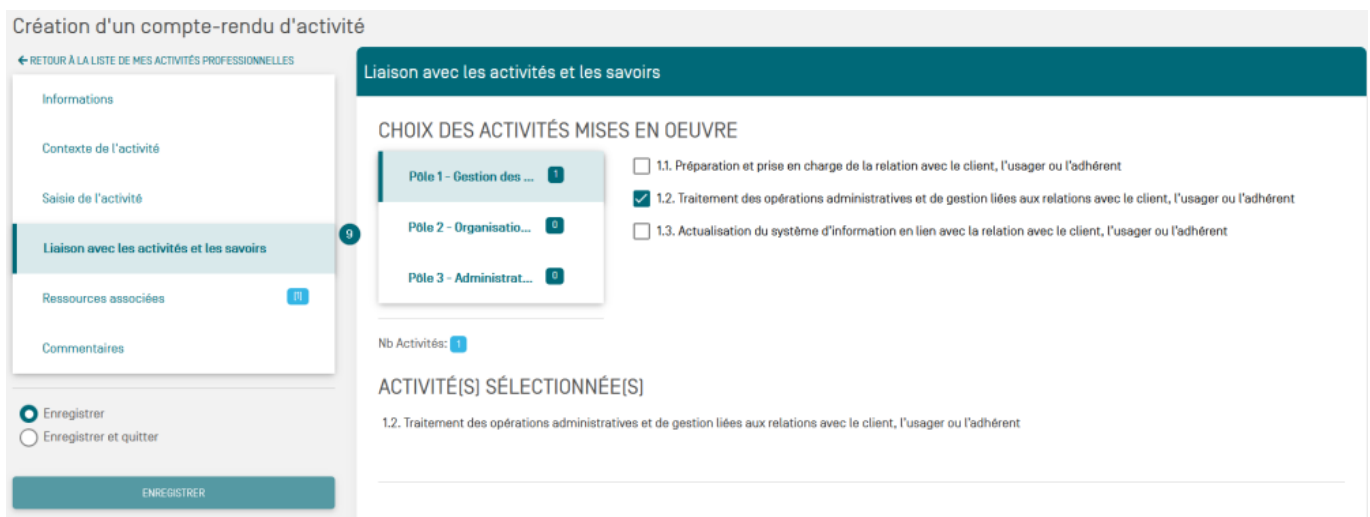 Création d'un compte-rendu d'activité
← RETOUR À LA LISTE DE MES ACTIVITÉS PROFESSIONNELLES
Informations
Contexte de l'activité
Saisie de l'activité
Liaison avec les activités et les savoirs
9
Ressources associées
Commentaires
Enregistrer
Enregistrer et quitter
ENREGISTRER
Liaison avec les activités et les savoirs
CHOIX DES ACTIVITÉS MISES EN OEUVRE
Pôle 1 - Gestion des ... 1
Pôle 2 - Organisatio... 0
Pôle 3 - Administrat... 0
1.1. Préparation et prise en charge de la relation avec le client, l'usager ou l'adhérent
1.2. Traitement des opérations administratives et de gestion liées aux relations avec le client, l'usager ou l'adhérent
1.3. Actualisation du système d'information en lien avec la relation avec le client, l'usager ou l'adhérent
Nb Activités: 1
ACTIVITÉ(S) SÉLECTIONNÉE(S)
1.2. Traitement des opérations administratives et de gestion liées aux relations avec le client, l'usager ou l'adhérent